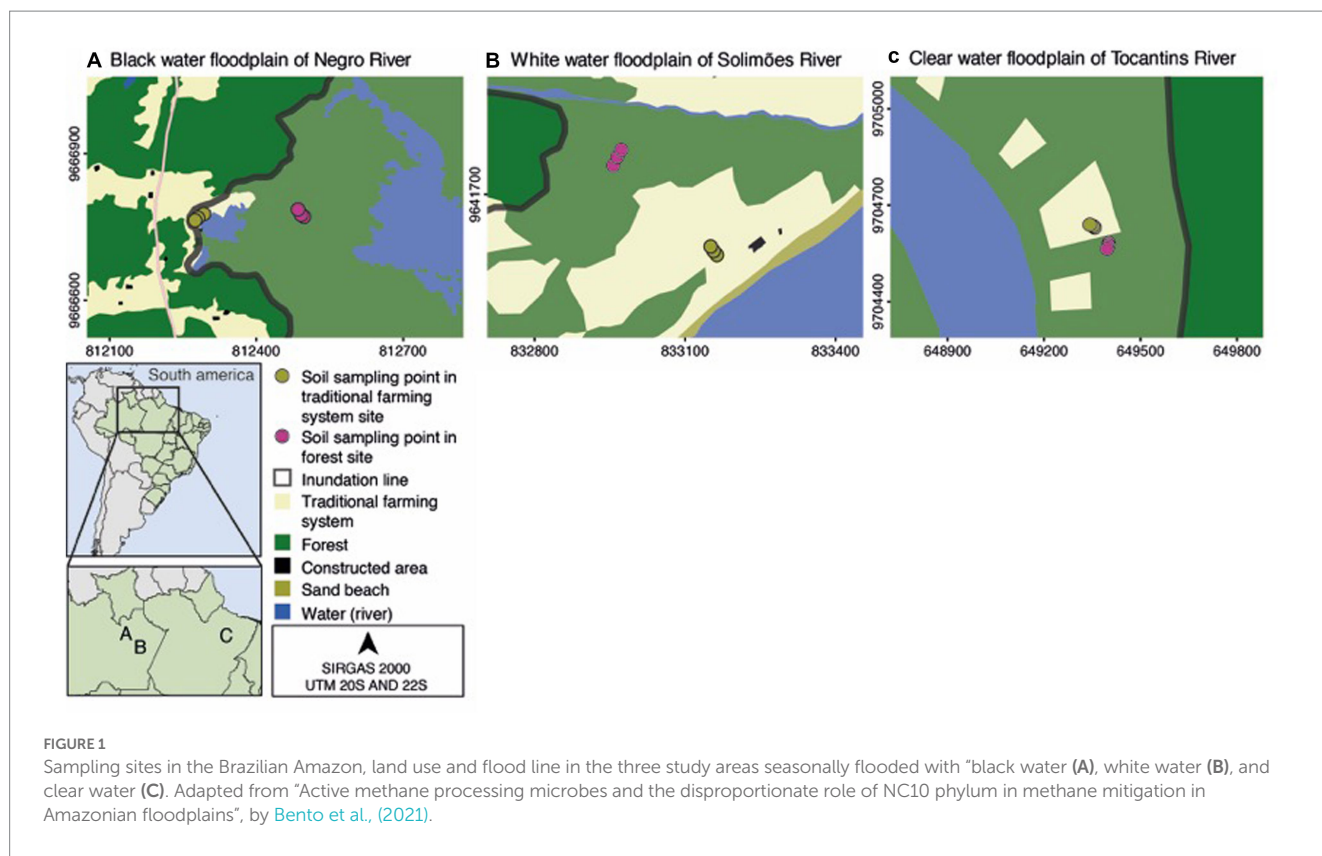 A Black water floodplain of Negro River
B White water floodplain of Solimões River
c Clear water floodplain of Tocantins River
9666900
9666600
812100
812400
812700
9641700
832800
833100
833400
9705000
9704700
9704400
648900
649200
649500
649800
South america
A
B
C
Soil sampling point in
traditional farming
system site
Soil sampling point in
forest site
Inundation line
Traditional farming
system
Forest
Constructed area
Sand beach
Water (river)
SIRGAS 2000
UTM 20S AND 22S
FIGURE 1
Sampling sites in the Brazilian Amazon, land use and flood line in the three study areas seasonally flooded with “black water (A), white water (B), and
clear water (C). Adapted from “Active methane processing microbes and the disproportionate role of NC10 phylum in methane mitigation in
Amazonian floodplains”, by Bento et al., (2021).